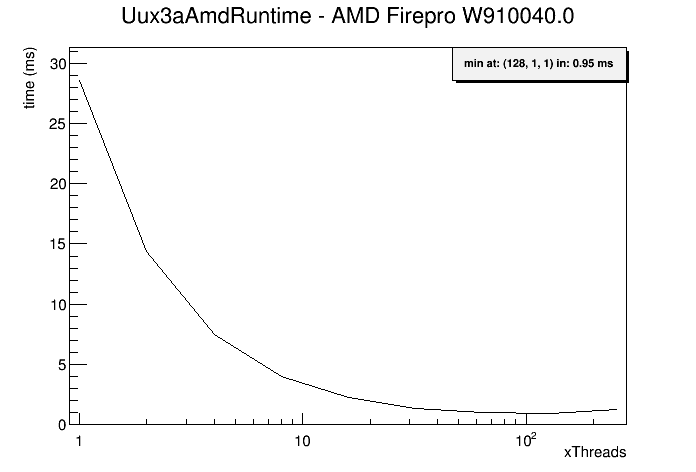 Uux3aAmdRuntime - AMD Firepro W910040.0
time (ms)
min at: (128, 1, 1) in: 0.95 ms
30
25
20
15
10
5
0
1
10
10²
xThreads